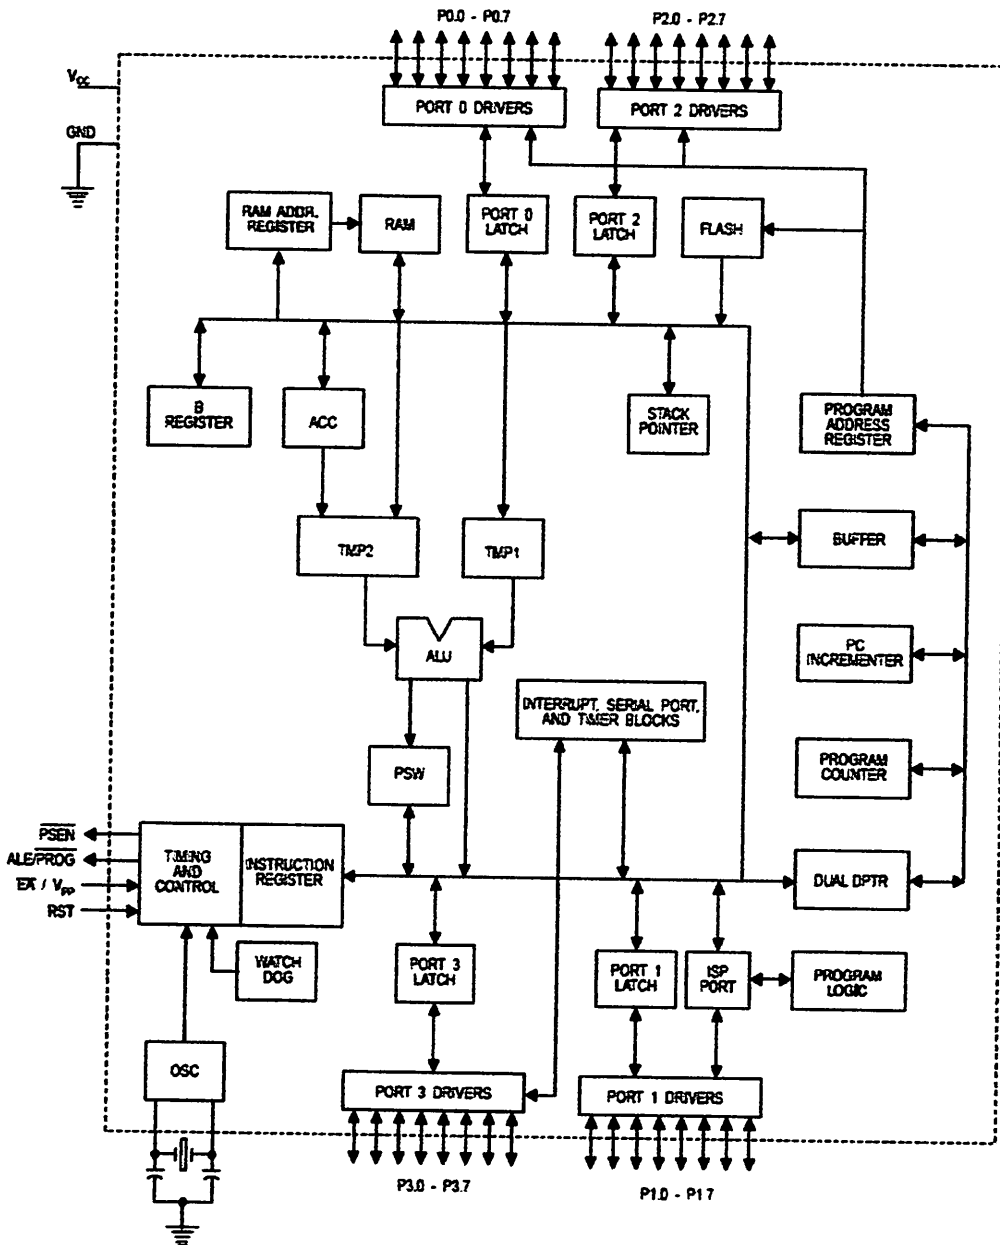 P0.0 - P0.7
P2.0 - P2.7
VCC
GND
PORT 0 DRIVERS
PORT 2 DRIVERS
RAM ADDR.
REGISTER
RAM
PORT 0
LATCH
PORT 2
LATCH
FLASH
B
REGISTER
ACC
STACK
POINTER
PROGRAM
ADDRESS
REGISTER
TMP2
TMP1
BUFFER
ALU
PC
INCREMENTER
INTERRUPT, SERIAL PORT,
AND TIMER BLOCKS
PSW
PROGRAM
COUNTER
PSEN
ALE/PROG
EA / VPP
RST
TIMING
AND
CONTROL
INSTRUCTION
REGISTER
DUAL DPTR
WATCH
DOG
PORT 3
LATCH
PORT 1
LATCH
ISP
PORT
PROGRAM
LOGIC
OSC
PORT 3 DRIVERS
PORT 1 DRIVERS
P3.0 - P3.7
P1.0 - P1.7